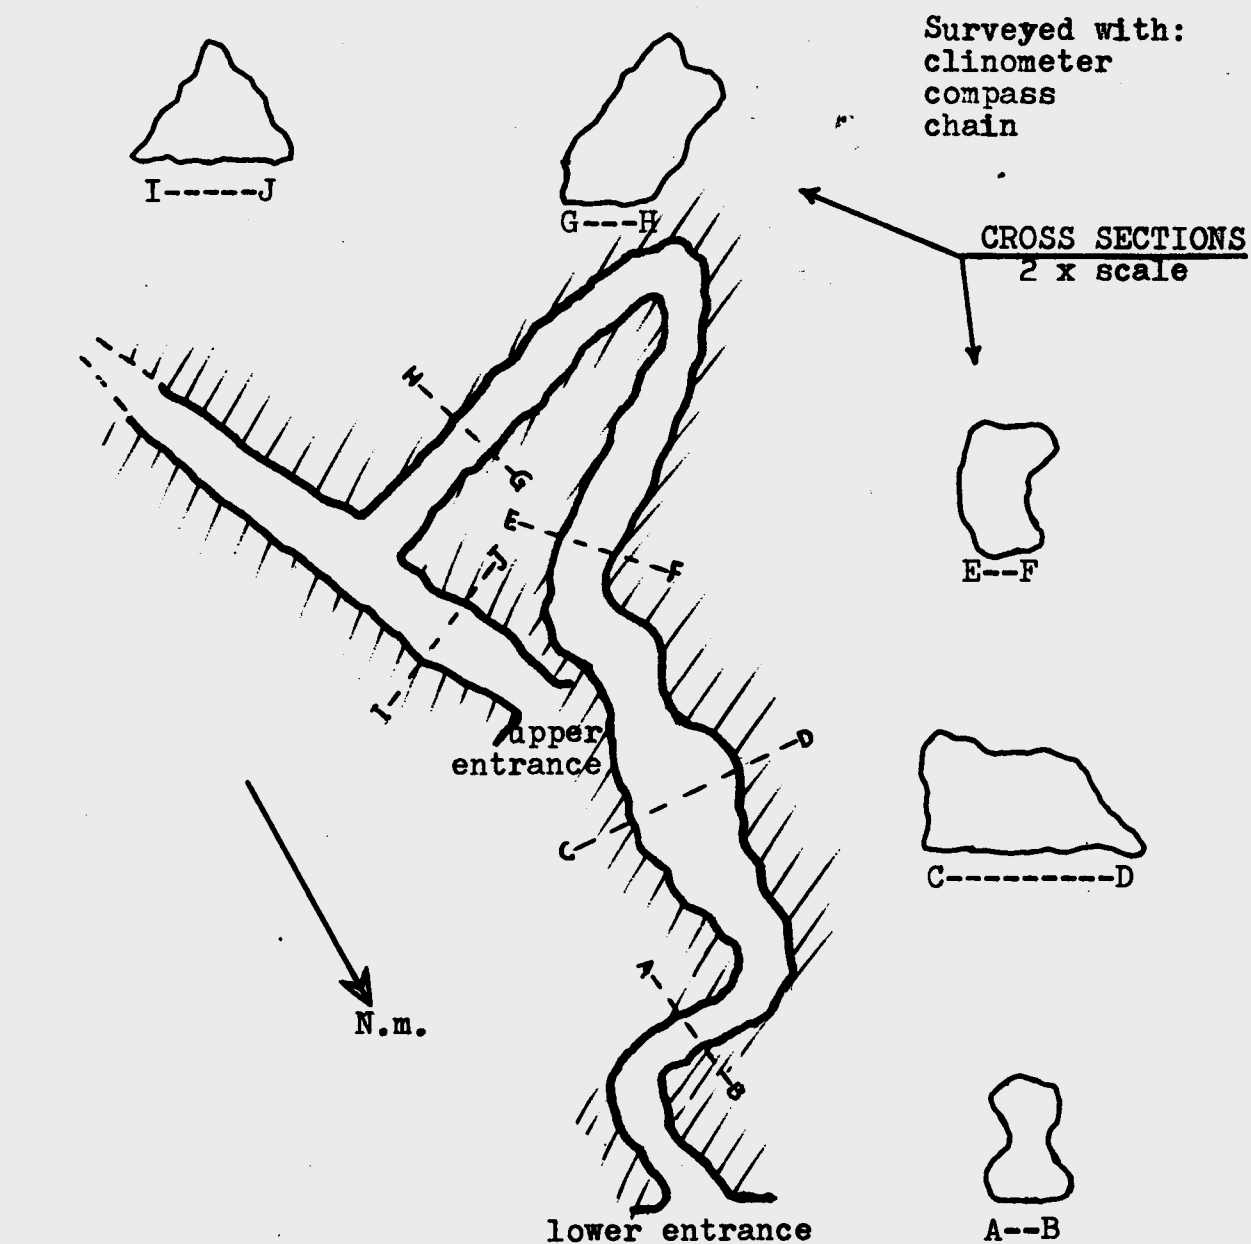 Surveyed with:
clinometer
compass
chain
I-----J
G---H
CROSS SECTIONS
2 x scale
H
G
E
F
J
E--F
I
upper
entrance
D
C
C---------D
A
N.m.
B
lower entrance
A--B